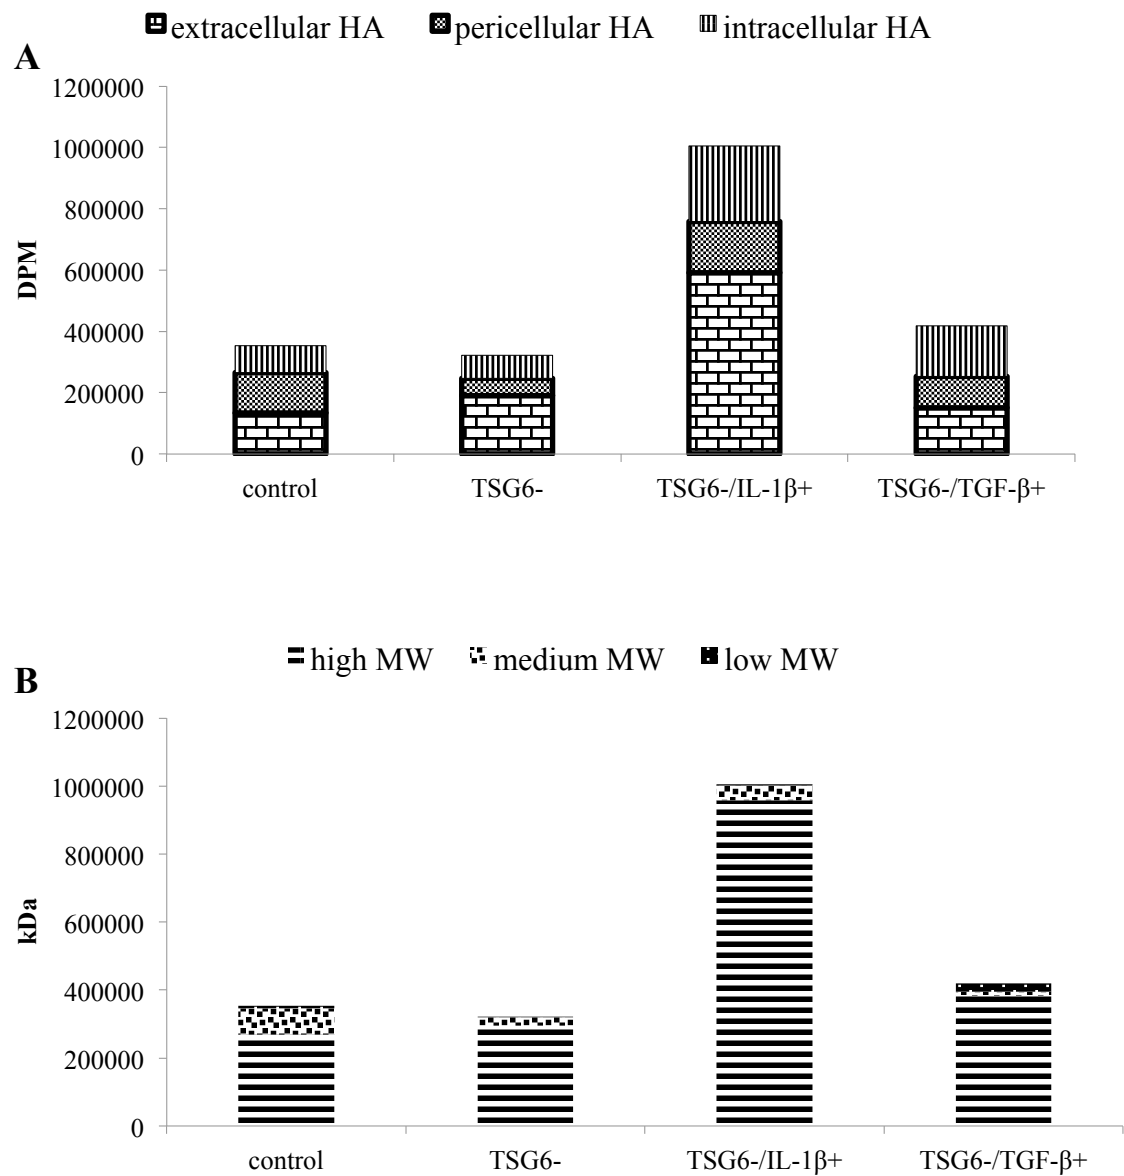 extracellular HA pericellular HA intracellular HA
A
1200000
1000000
800000
600000
400000
200000
0
DPM
control TSG6- TSG6-/IL-1β+ TSG6-/TGF-β+
high MW medium MW low MW
B
1200000
1000000
800000
600000
400000
200000
0
kDa
control TSG6- TSG6-/IL-1β+ TSG6-/TGF-β+